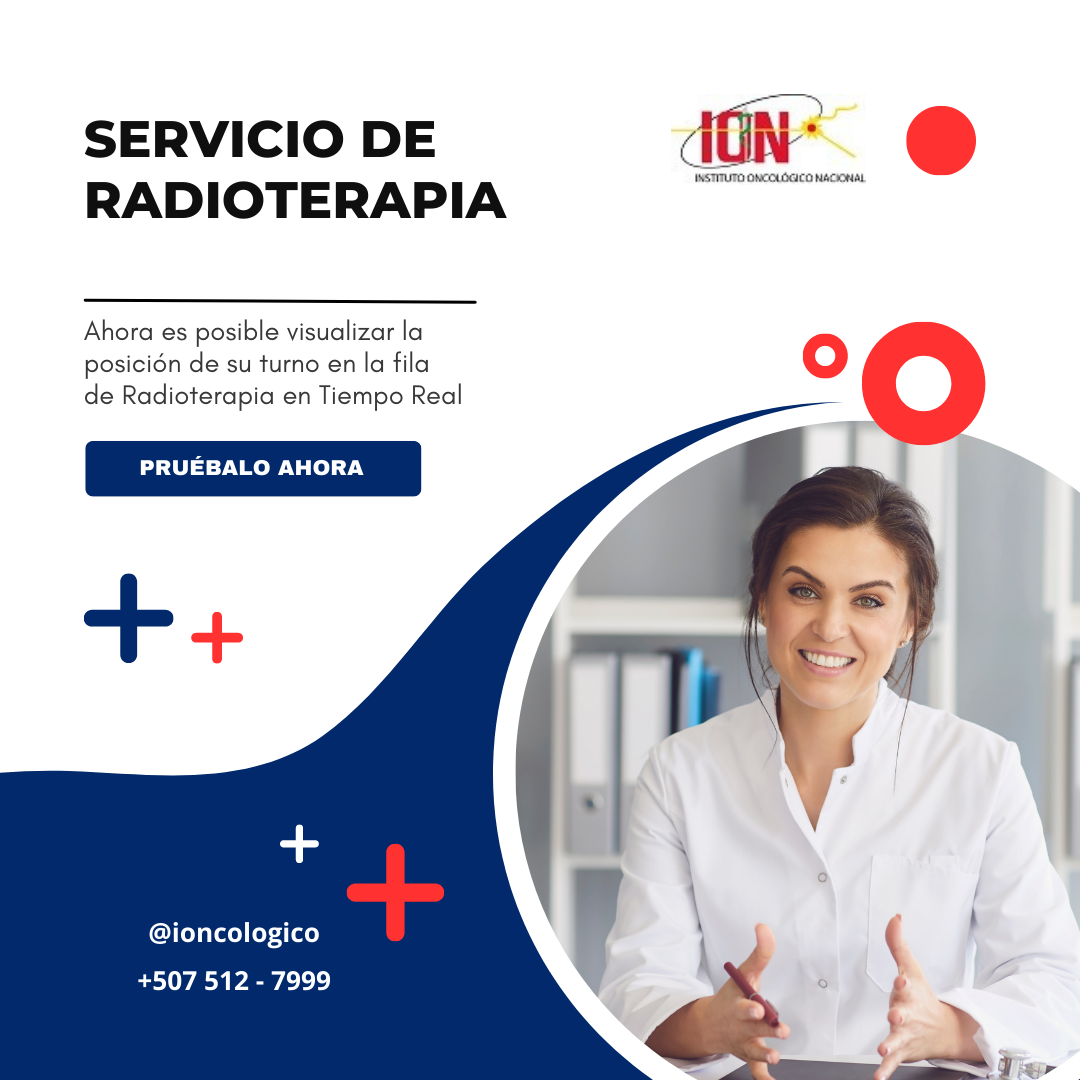 SERVICIO DE
RADIOTERAPIA
ION
INSTITUTO ONCOLÓGICO NACIONAL
Ahora es posible visualizar la
posición de su turno en la fila
de Radioterapia en Tiempo Real
PRUÉBALO AHORA
@ioncologico
+507 512 - 7999